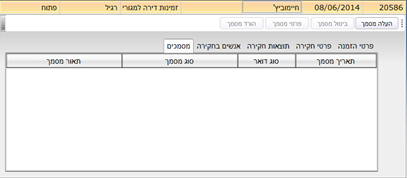 20586 08/06/2014 חיימוביץ' זמינות דירה למגורי רגיל פתוח
העלה מסמך ביטול מסמך פרטי מסמך הורד מסמך
פרטי הזמנה פרטי חקירה תוצאות חקירה אנשים בחקירה מסמכים
תאריך מסמך סוג דואר סוג מסמך תאור מסמך